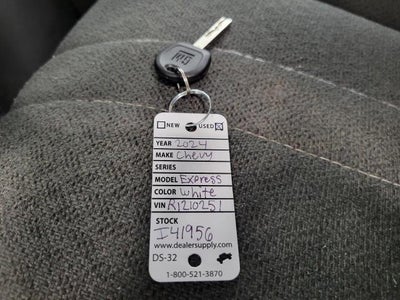 NEW USED
YEAR 2024
MAKE Chevy
SERIES
MODEL Express
COLOR White
VIN R1210251
STOCK
I41956
www.dealersupply.com
DS-32
1-800-521-3870